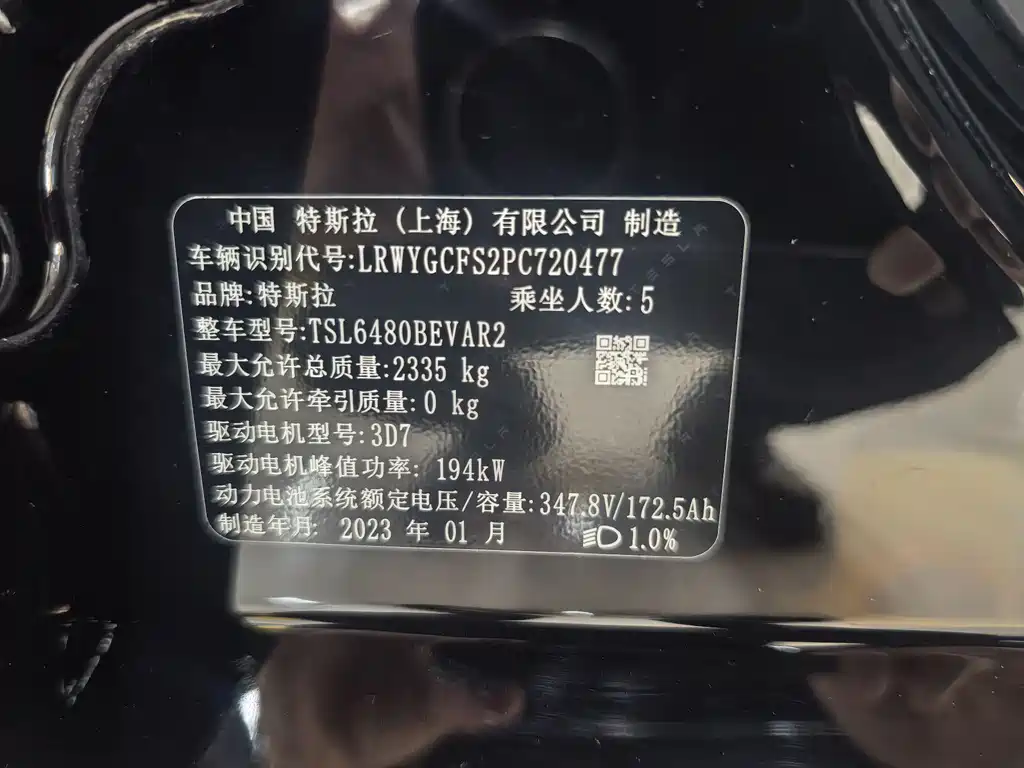 中国 特斯拉 (上海) 有限公司 制造
车辆识别代号:LRWYGCFS2PC720477
品牌:特斯拉 乘坐人数: 5
整车型号:TSL6480BEVAR2
最大允许总质量:2335 kg
最大允许牵引质量:0 kg
驱动电机型号:3D7
驱动电机峰值功率: 194kW
动力电池系统额定电压/容量:347.8V/172.5Ah
制造年月: 2023 年 01 月 1.0%
TESLA